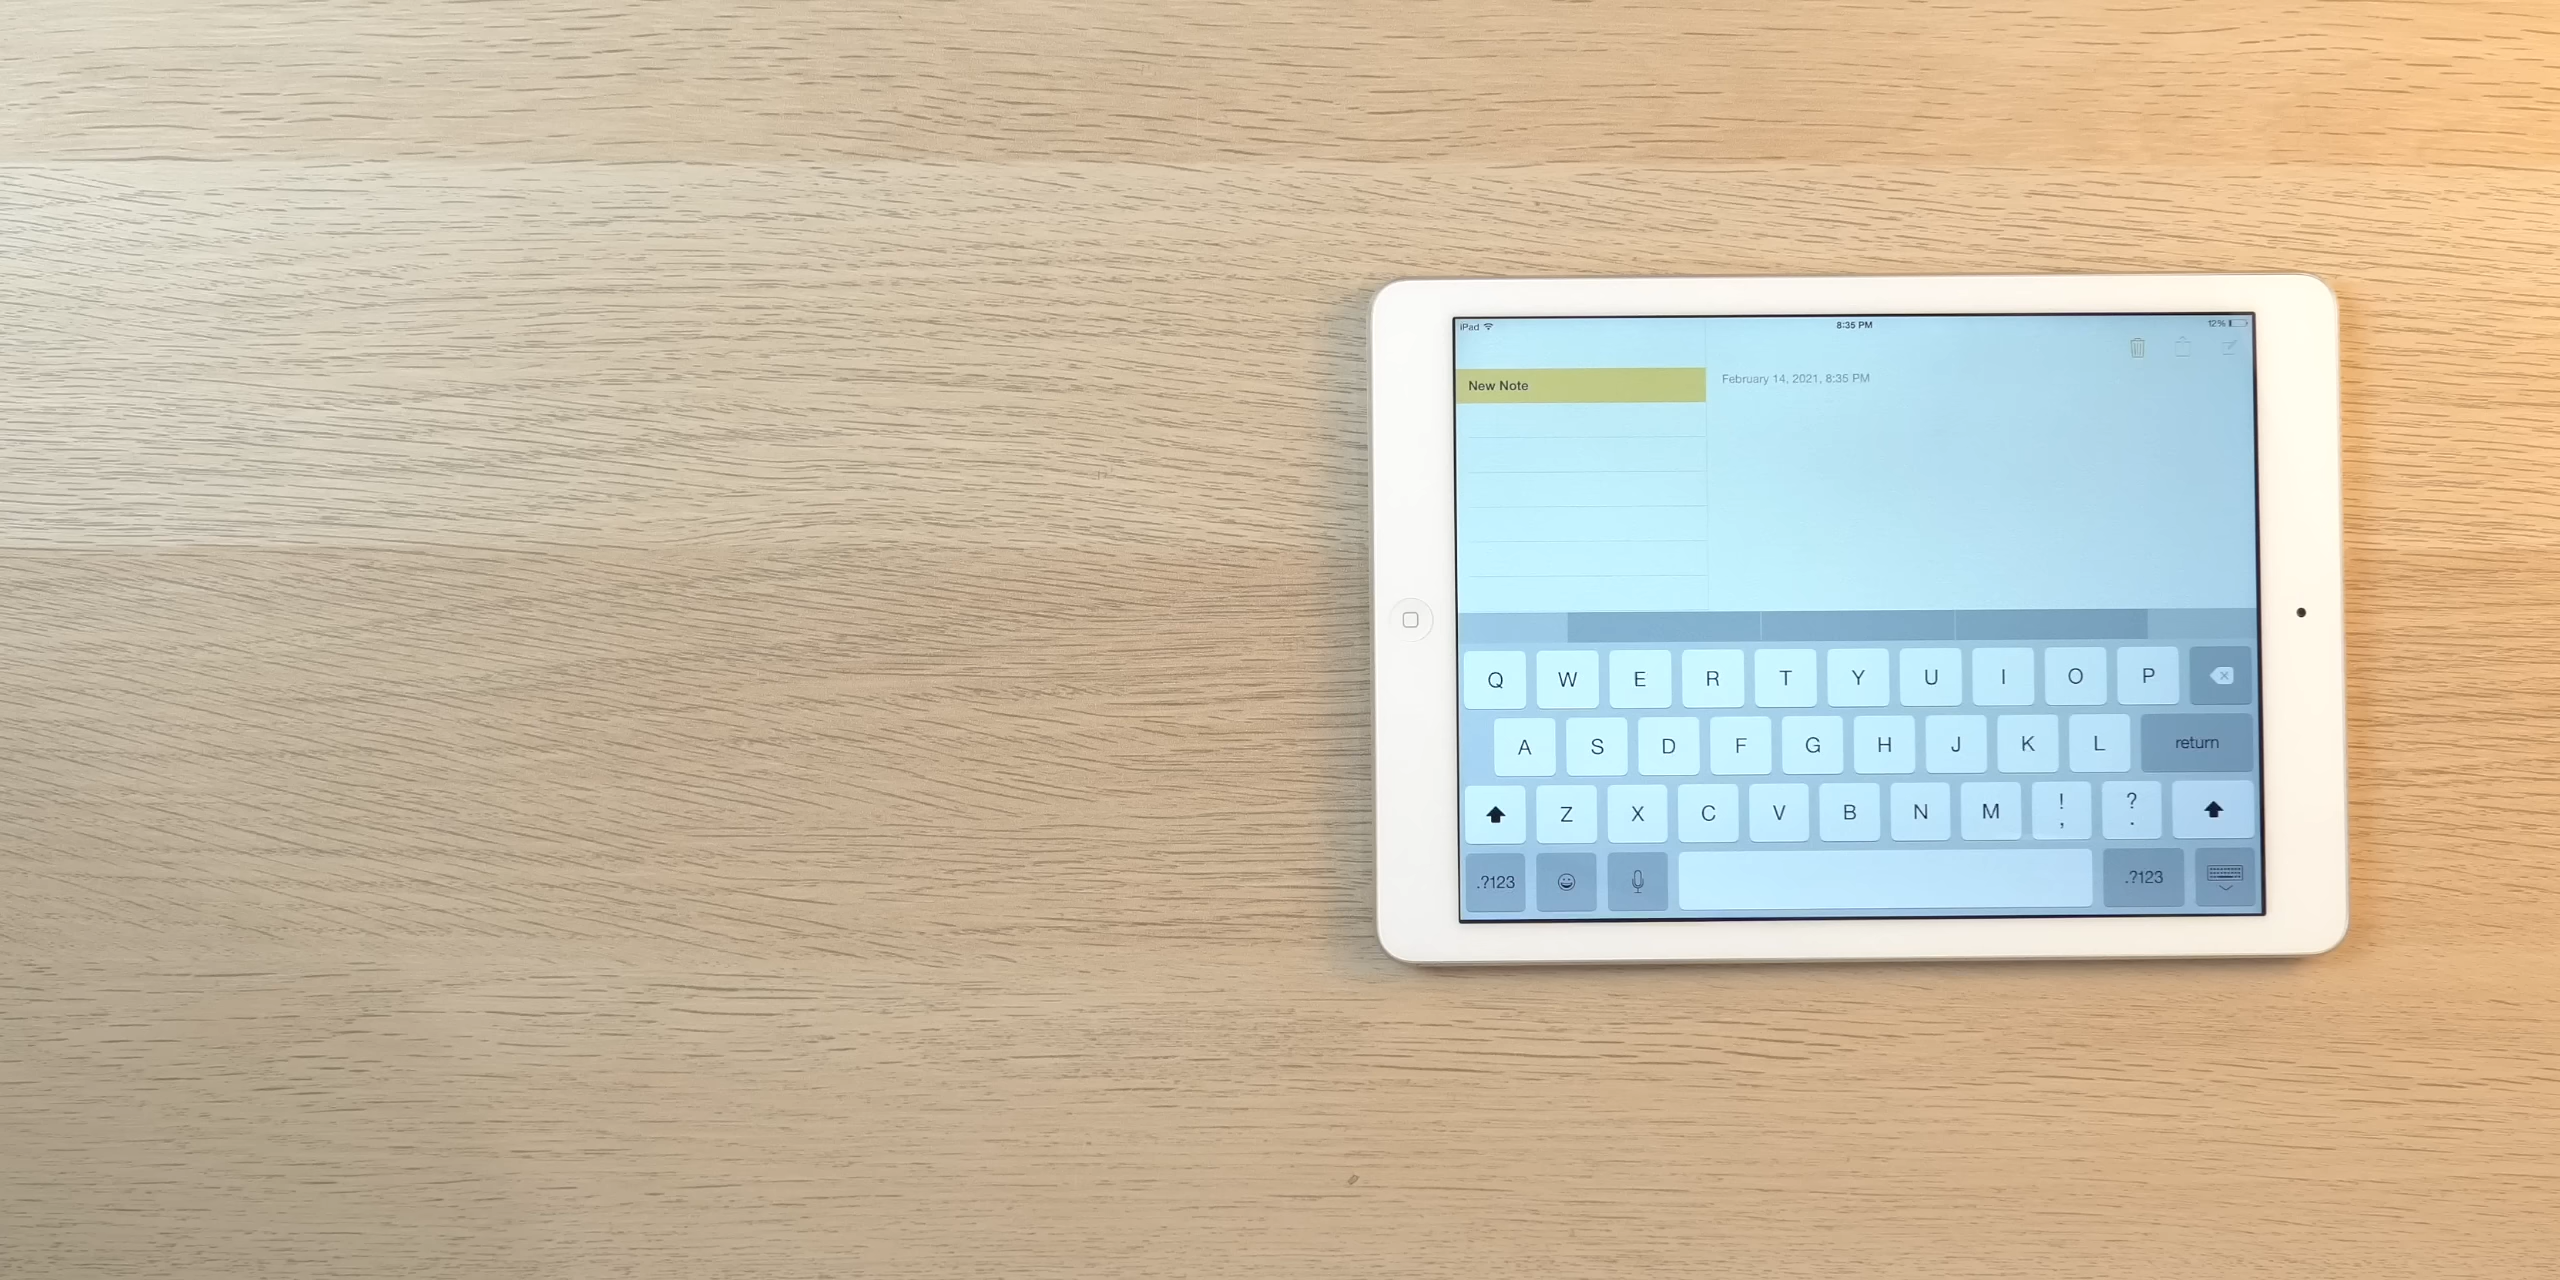 iPad 8:35 PM 12%
New Note
February 14, 2021, 8:35 PM
Q W E R T Y U I O P
A S D F G H J K L return
Z X C V B N M ! , ? .
.?123 .?123